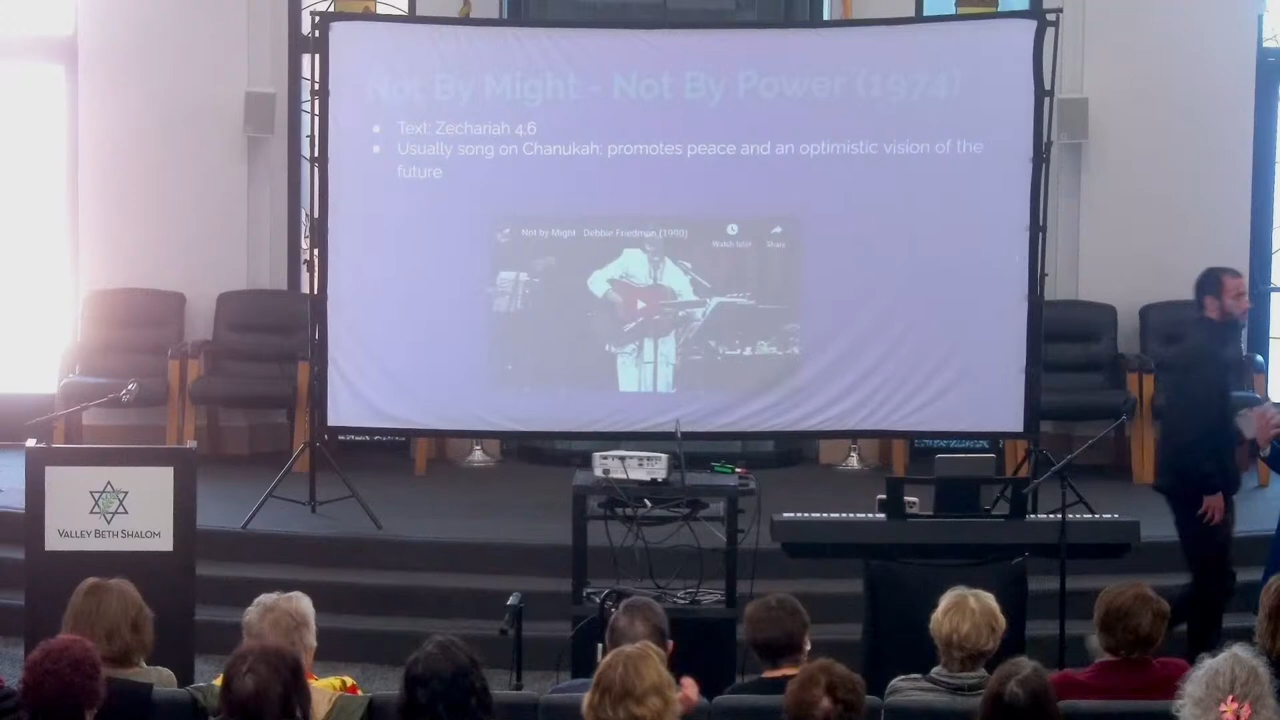 Not By Might - Not By Power (1974)
Text: Zechariah 4.6
Usually song on Chanukah; promotes peace and an optimistic vision of the
future
Not by Might - Debbie Friedman (1990)
Watch later
Share
VALLEY BETH SHALOM